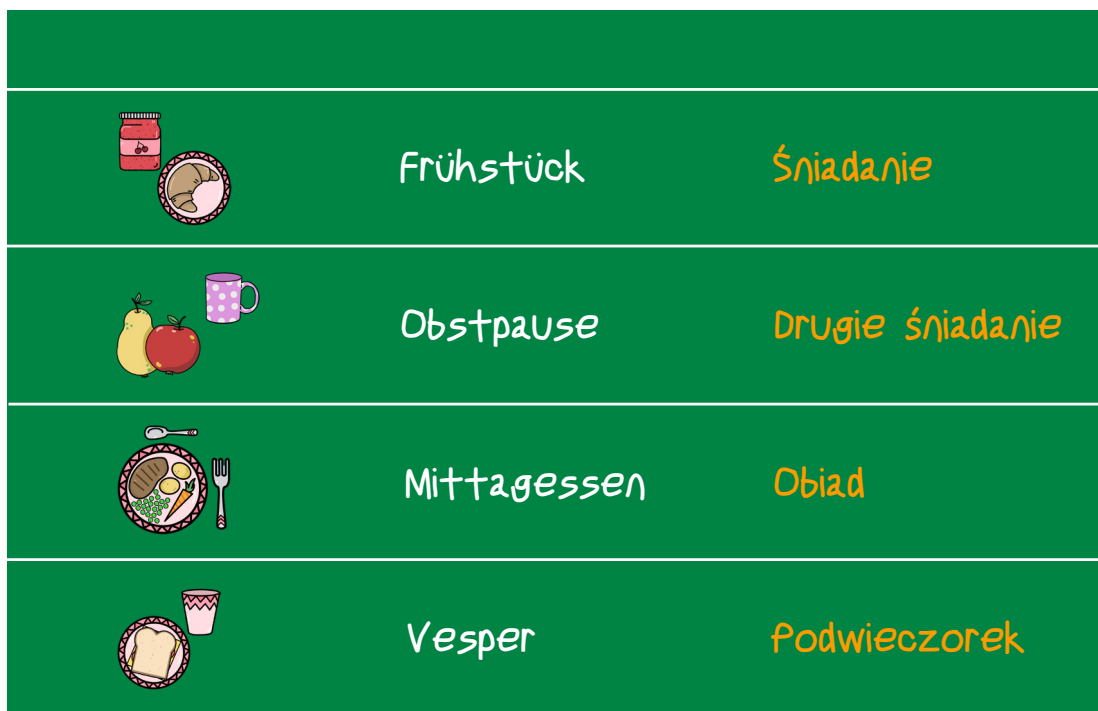 Frühstück Śniadanie
Obstpause Drugie śniadanie
Mittagessen Obiad
Vesper Podwieczorek